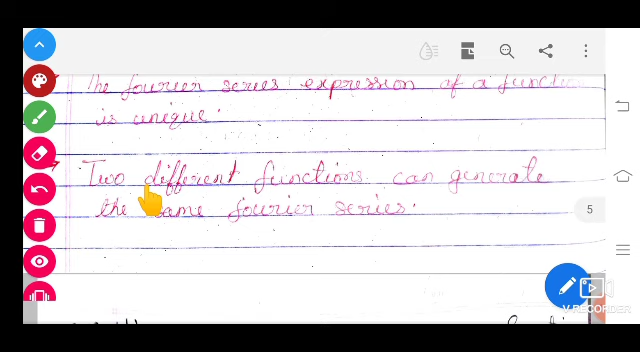 The fourier series expression of a function
is unique.
Two different functions can generate
the same fourier series.
5
V RECORDER